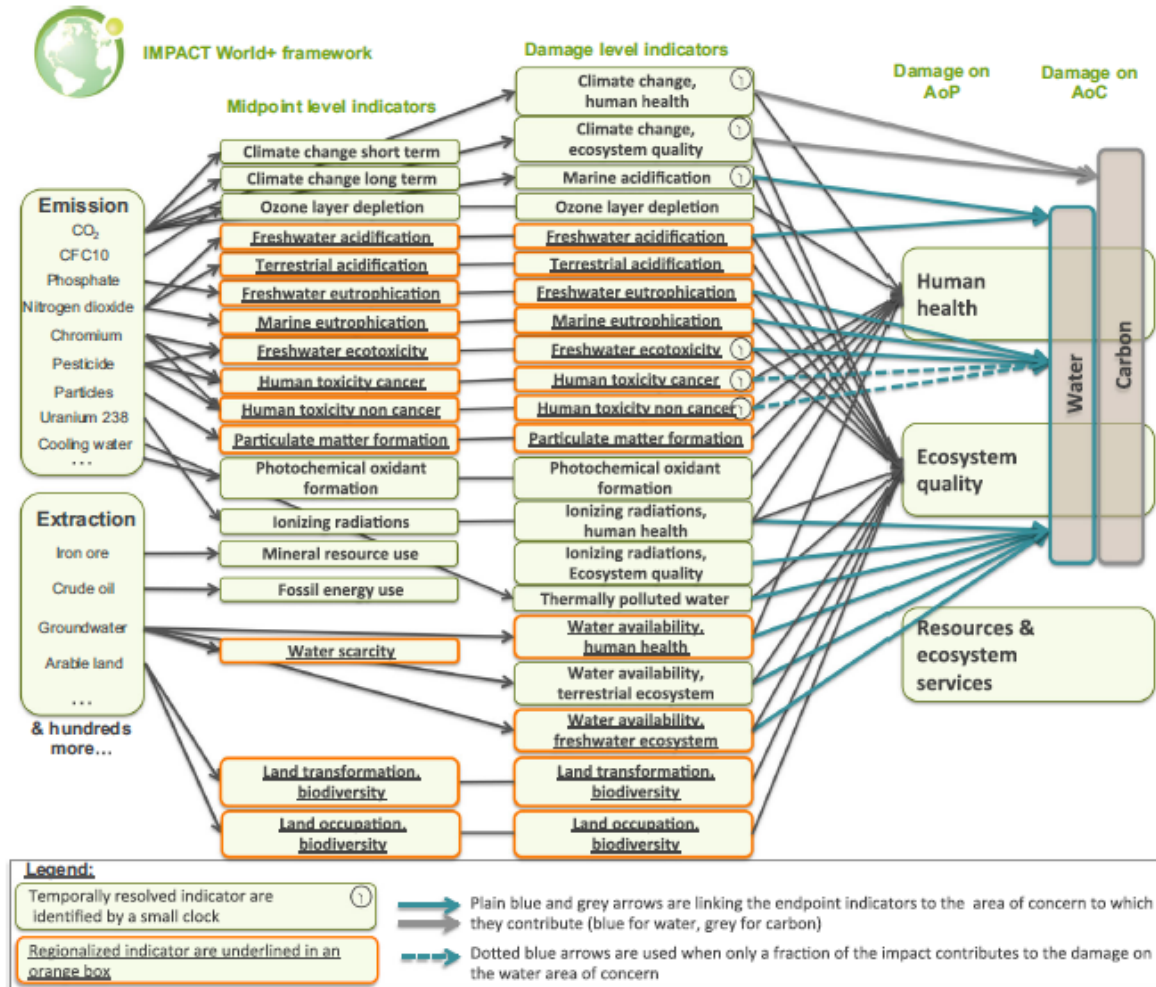 IMPACT World+ framework
Midpoint level indicators
Damage level indicators
Damage on
AoP
Damage on
AoC
Emission
CO₂
CFC10
Phosphate
Nitrogen dioxide
Chromium
Pesticide
Particles
Uranium 238
Cooling water
...
Extraction
Iron ore
Crude oil
Groundwater
Arable land
...
& hundreds
more...
Climate change short term
Climate change long term
Ozone layer depletion
Freshwater acidification
Terrestrial acidification
Freshwater eutrophication
Marine eutrophication
Freshwater ecotoxicity
Human toxicity cancer
Human toxicity non cancer
Particulate matter formation
Photochemical oxidant
formation
Ionizing radiations
Mineral resource use
Fossil energy use
Water scarcity
Land transformation,
biodiversity
Land occupation,
biodiversity
Climate change,
human health
Climate change,
ecosystem quality
Marine acidification
Ozone layer depletion
Freshwater acidification
Terrestrial acidification
Freshwater eutrophication
Marine eutrophication
Freshwater ecotoxicity
Human toxicity cancer
Human toxicity non cancer
Particulate matter formation
Photochemical oxidant
formation
Ionizing radiations,
human health
Ionizing radiations,
Ecosystem quality
Thermally polluted water
Water availability,
human health
Water availability,
terrestrial ecosystem
Water availability,
freshwater ecosystem
Land transformation,
biodiversity
Land occupation,
biodiversity
Human
health
Ecosystem
quality
Resources &
ecosystem
services
Water
Carbon
Legend:
Temporally resolved indicator are
identified by a small clock
Regionalized indicator are underlined in an
orange box
Plain blue and grey arrows are linking the endpoint indicators to the area of concern to which
they contribute (blue for water, grey for carbon)
Dotted blue arrows are used when only a fraction of the impact contributes to the damage on
the water area of concern